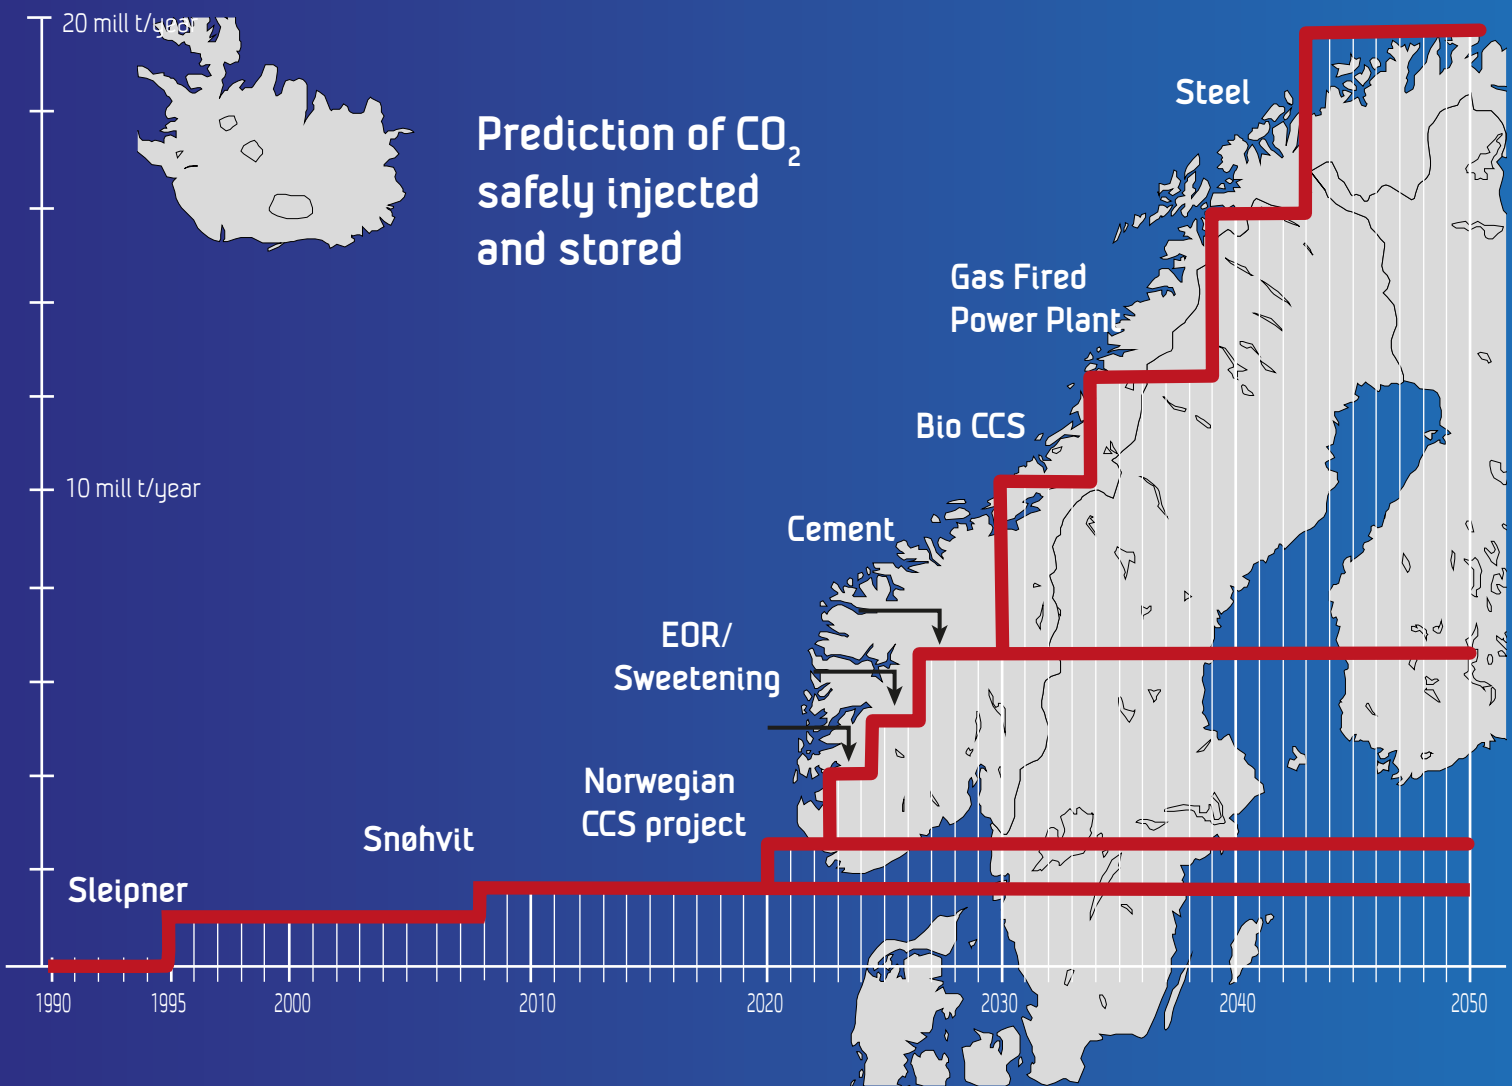 20 mill t/year
Prediction of CO₂
safely injected
and stored
Steel
Gas Fired
Power Plant
Bio CCS
10 mill t/year
Cement
EOR/
Sweetening
Norwegian
CCS project
Snøhvit
Sleipner
1990 1995 2000 2010 2020 2030 2040 2050